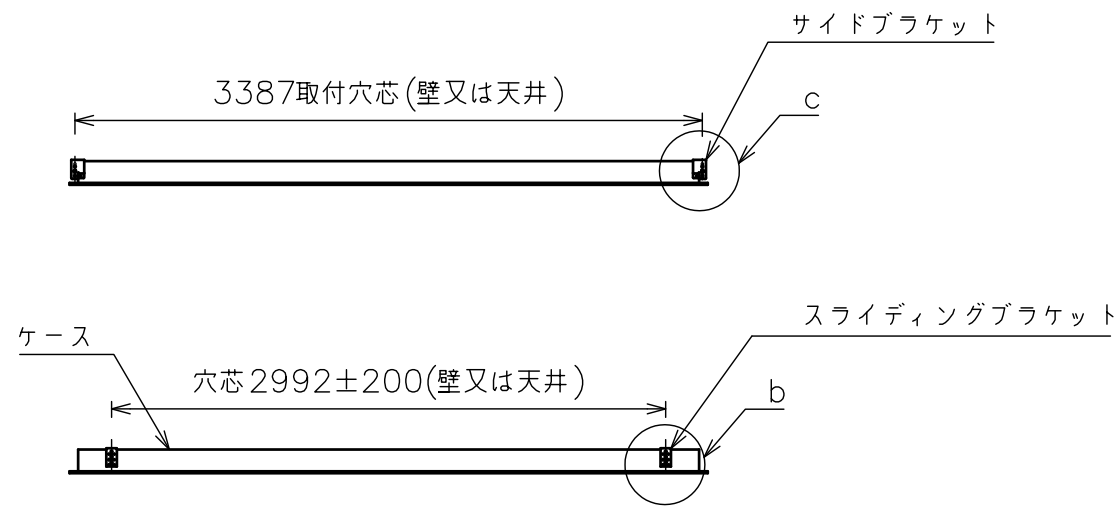 サイドブラケット
3387取付穴芯(壁又は天井)
c
スライディングブラケット
ケース
穴芯2992±200(壁又は天井)
b